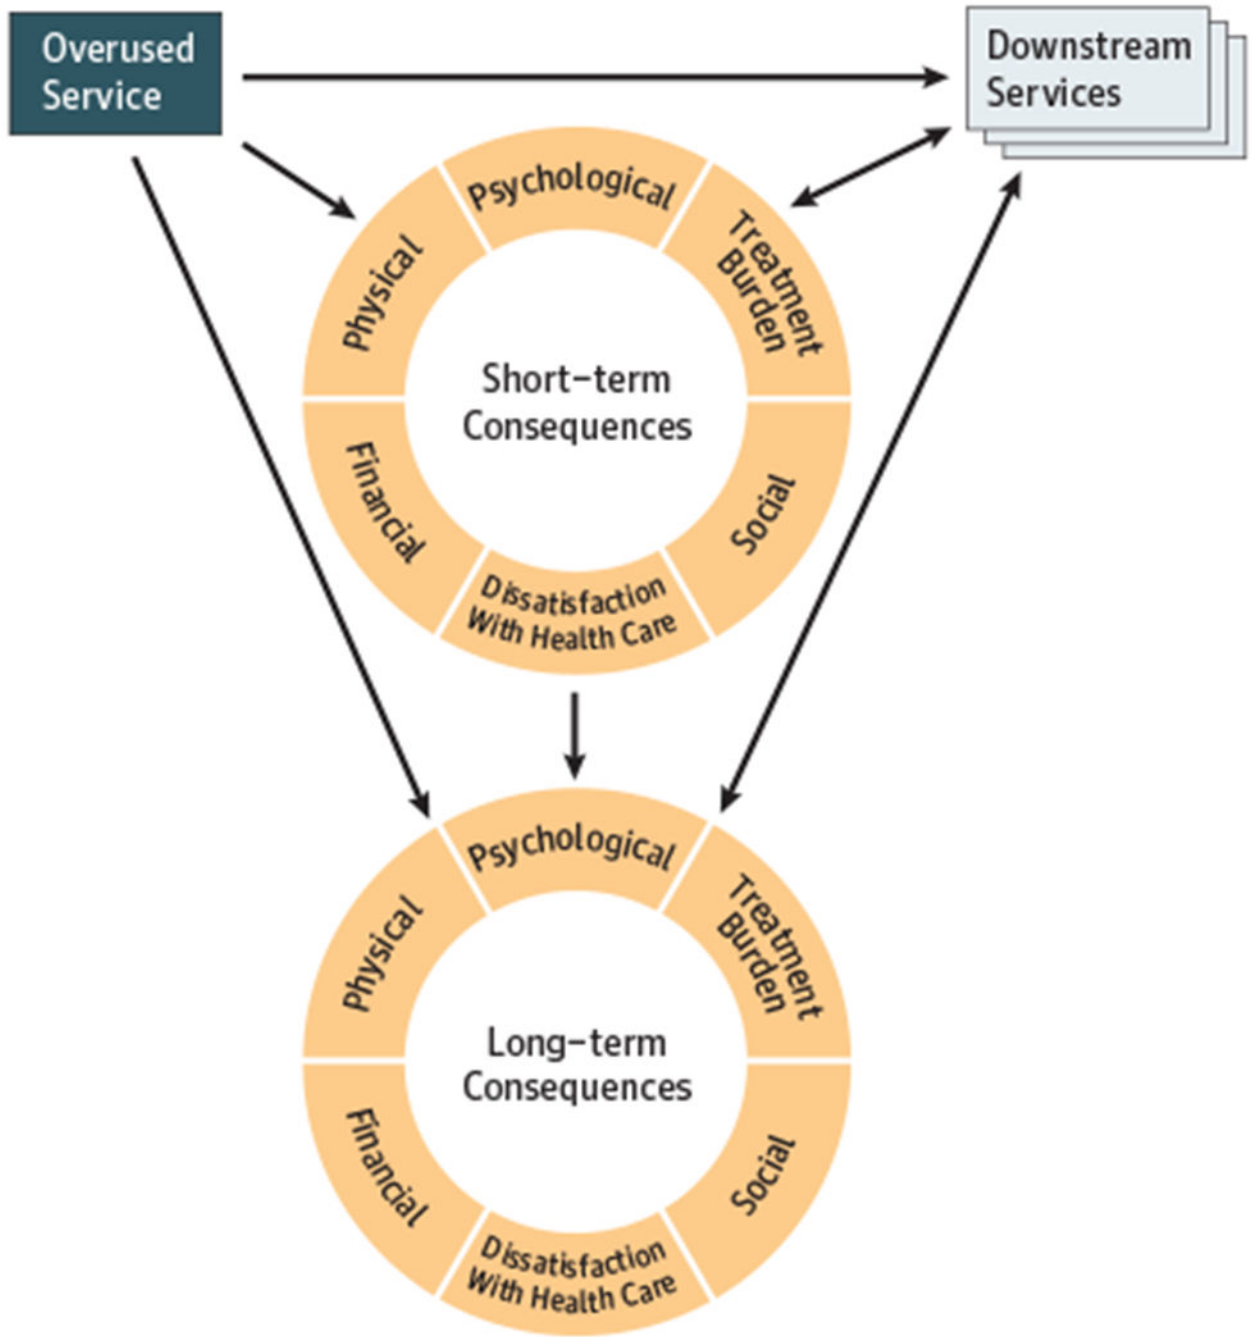 Overused
Service
Downstream
Services
Psychological
Treatment
Burden
Physical
Short-term
Consequences
Financial
Social
Dissatisfaction
With Health Care
Psychological
Treatment
Burden
Physical
Long-term
Consequences
Financial
Social
Dissatisfaction
With Health Care